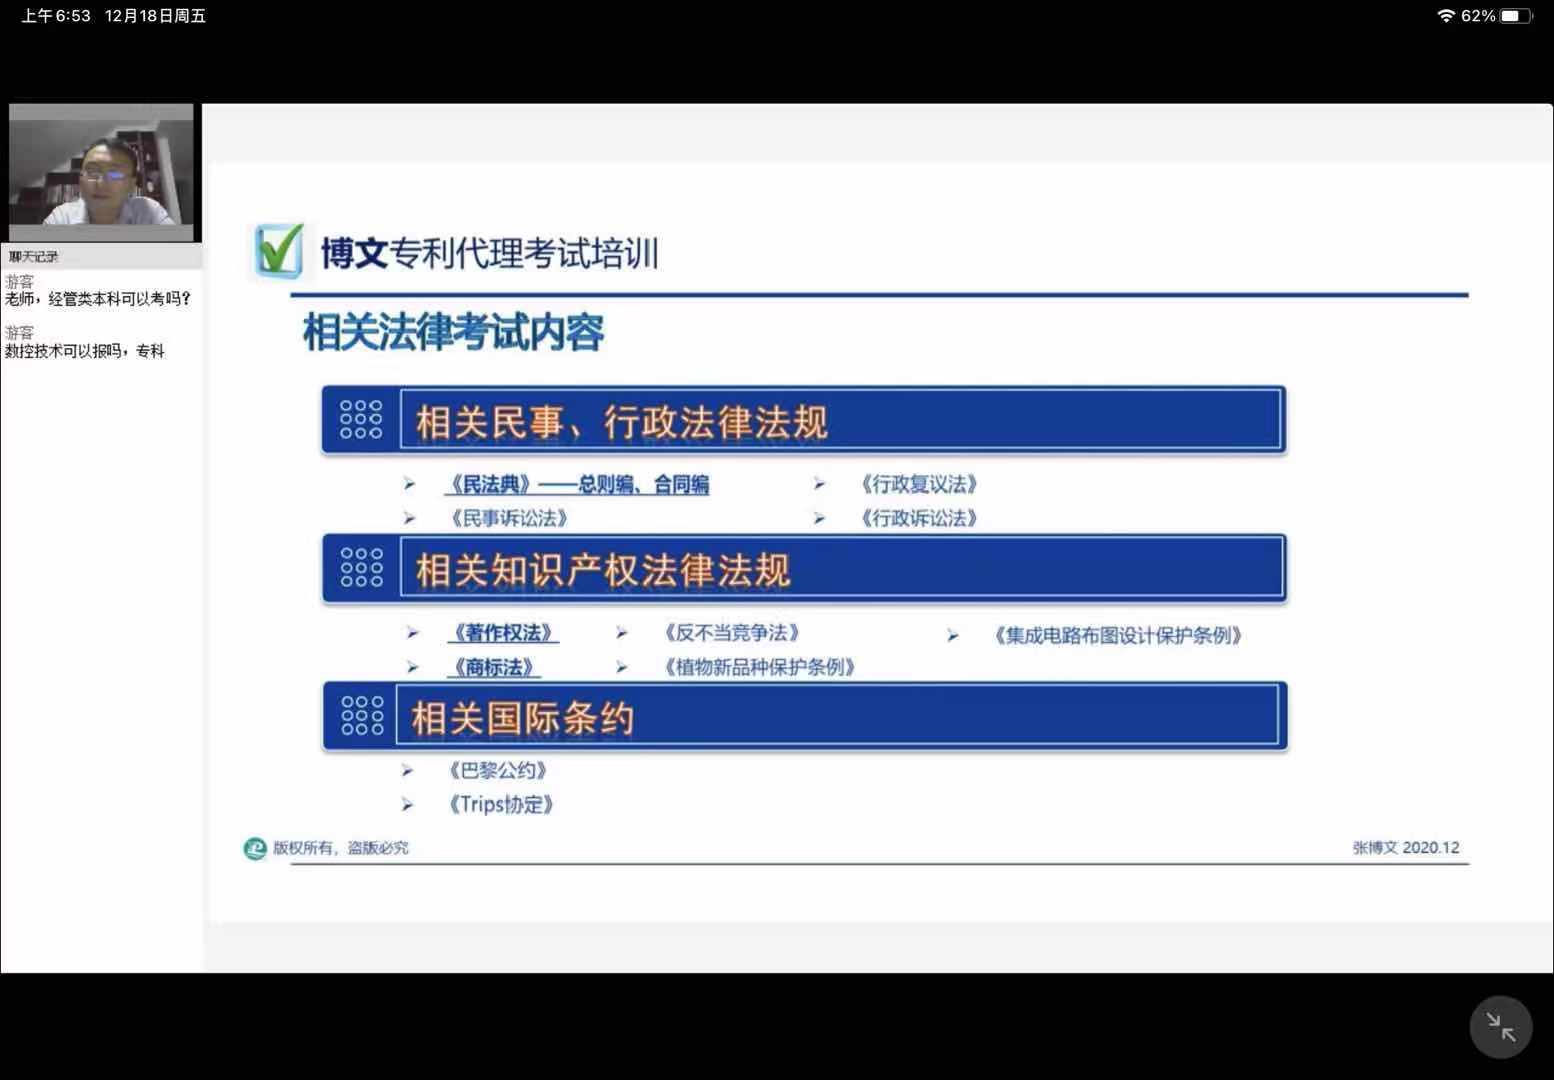 上午6:53 12月18日周五
62%
聊天记录
游客
老师，经管类本科可以考吗？
游客
数控技术可以报吗，专科
博文专利代理考试培训
相关法律考试内容
相关民事、行政法律法规
《民法典》——总则编、合同编
《行政复议法》
《民事诉讼法》
《行政诉讼法》
相关知识产权法律法规
《著作权法》
《反不当竞争法》
《集成电路布图设计保护条例》
《商标法》
《植物新品种保护条例》
相关国际条约
《巴黎公约》
《Trips协定》
版权所有，盗版必究
张博文 2020.12